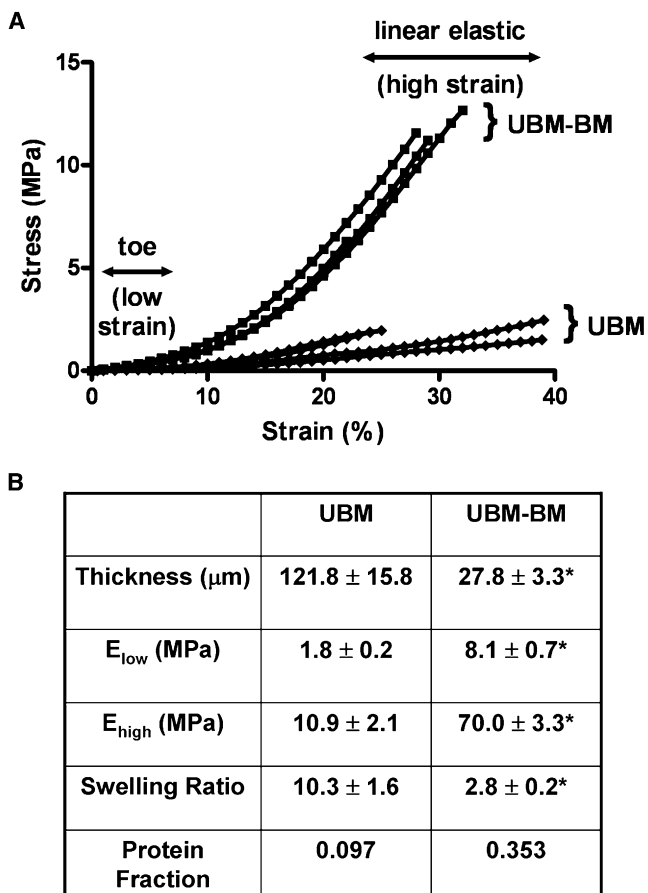 A
linear elastic
(high strain)
15
10
5
0
Stress (MPa)
toe
(low
strain)
} UBM-BM
} UBM
0 10 20 30 40
Strain (%)
B
UBM UBM-BM
Thickness (μm) 121.8 ± 15.8 27.8 ± 3.3*
Elow (MPa) 1.8 ± 0.2 8.1 ± 0.7*
Ehigh (MPa) 10.9 ± 2.1 70.0 ± 3.3*
Swelling Ratio 10.3 ± 1.6 2.8 ± 0.2*
Protein 0.097 0.353
Fraction